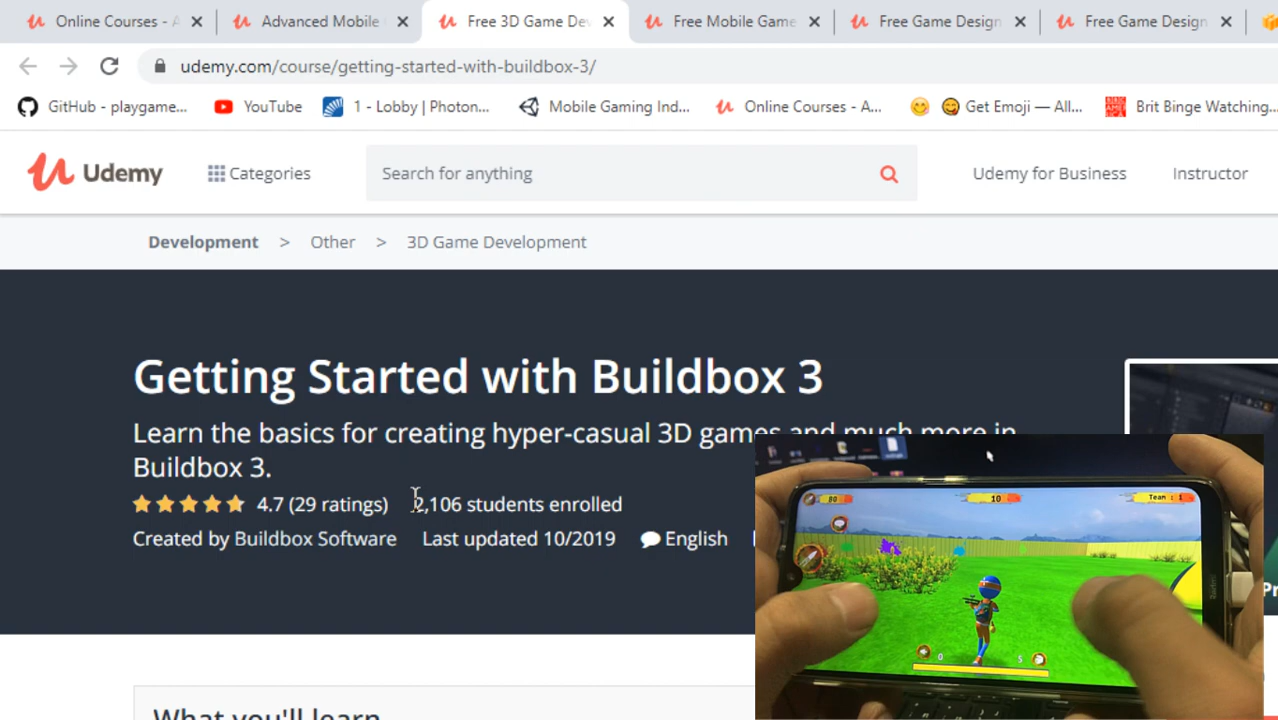 Online Courses - A
Advanced Mobile
Free 3D Game Dev
Free Mobile Game
Free Game Design
Free Game Design
udemy.com/course/getting-started-with-buildbox-3/
GitHub - playgame...
YouTube
1 - Lobby | Photon...
Mobile Gaming Ind...
Online Courses - A...
Get Emoji — All...
Brit Binge Watching...
Udemy
Categories
Search for anything
Udemy for Business
Instructor
Development > Other > 3D Game Development
Getting Started with Buildbox 3
Learn the basics for creating hyper-casual 3D games and much more in
Buildbox 3.
4.7 (29 ratings) 2,106 students enrolled
Created by Buildbox Software Last updated 10/2019 English
80
10
Team : 1
Redmi
0
5
What you'll learn